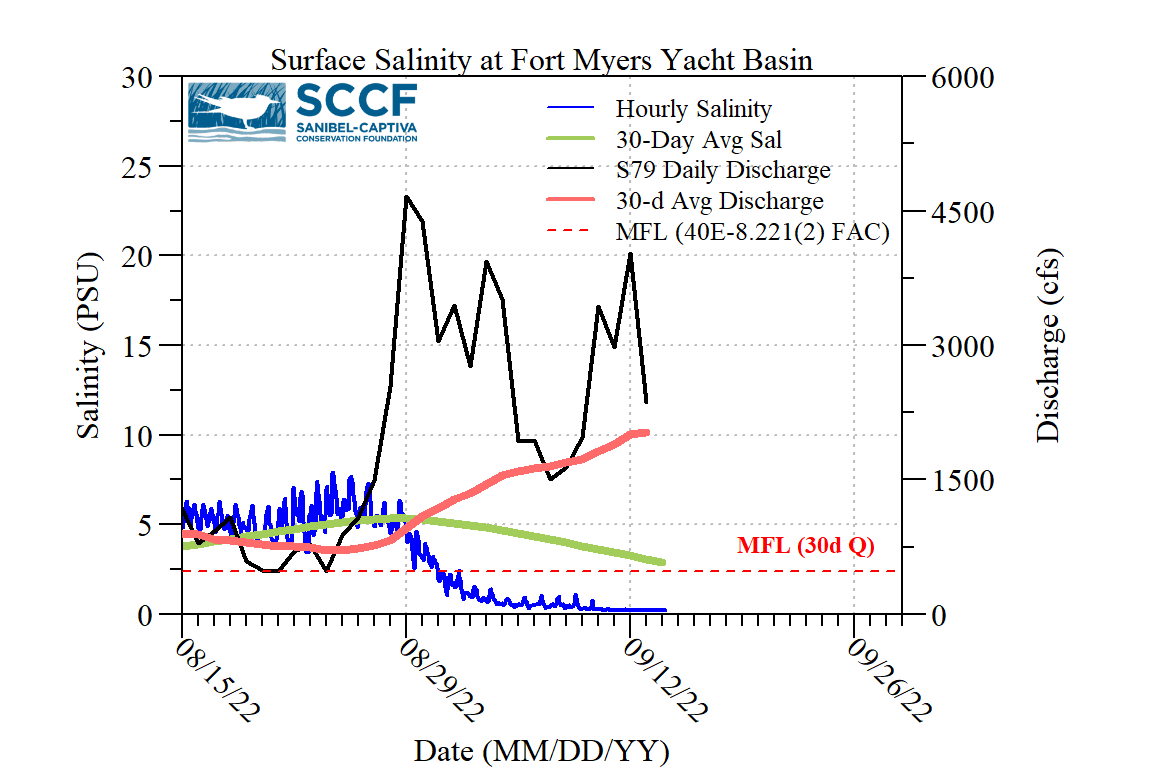 Surface Salinity at Fort Myers Yacht Basin
SCCF
SANIBEL-CAPTIVA
CONSERVATION FOUNDATION
Hourly Salinity
30-Day Avg Sal
S79 Daily Discharge
30-d Avg Discharge
MFL (40E-8.221(2) FAC)
30
25
20
15
10
5
0
Salinity (PSU)
6000
4500
3000
1500
0
Discharge (cfs)
MFL (30d Q)
08/15/22
08/29/22
09/12/22
09/26/22
Date (MM/DD/YY)